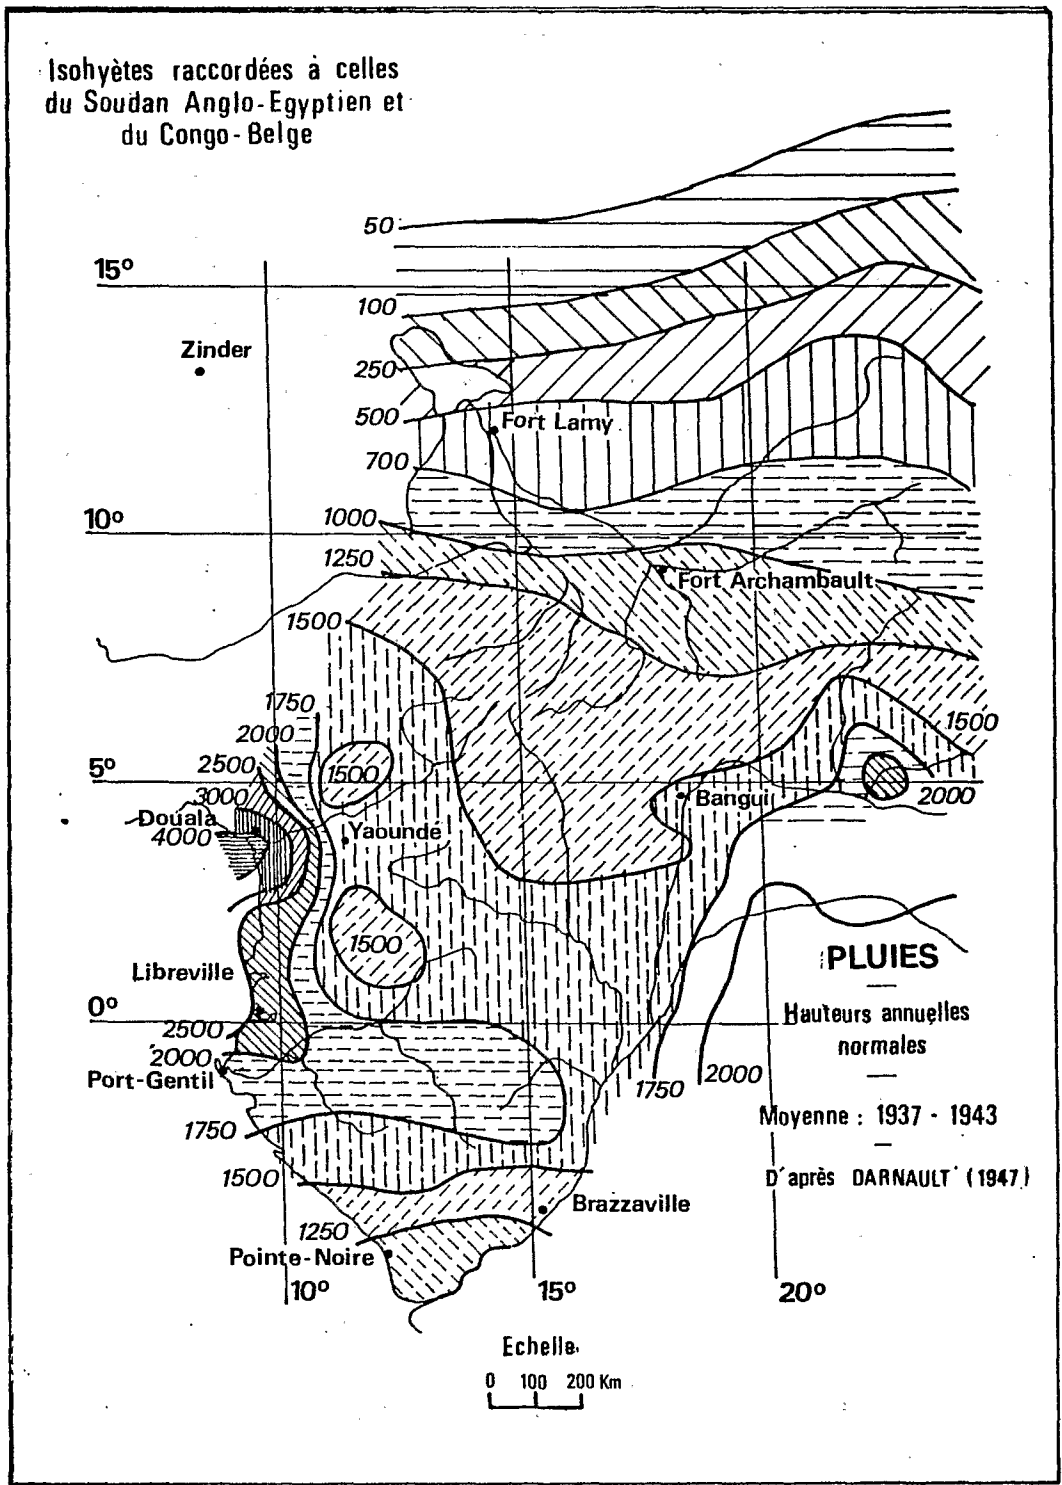 Isohyètes raccordées à celles
du Soudan Anglo-Egyptien et
du Congo-Belge
50
15°
100
Zinder
250
500
Fort Lamy
700
10°
1000
1250
Fort Archambault
1500
1750
1500
2000
2500
1500
5°
3000
Bangui
2000
Douala
4000
Yaoundé
1500
PLUIES
Libreville
0°
Hauteurs annuelles
normales
2500
2000
Port-Gentil
1750
2000
1750
Moyenne : 1937 - 1943
1500
D'après DARNAULT (1947)
Brazzaville
1250
Pointe-Noire
10°
15°
20°
Echelle
0 100 200 Km